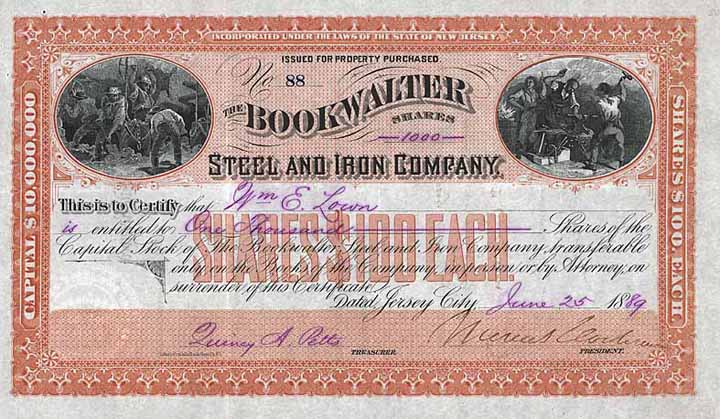 INCORPORATED UNDER THE LAWS OF THE STATE OF NEW JERSEY.
ISSUED FOR PROPERTY PURCHASED.
No 88
THE BOOKWALTER
SHARES
1000
STEEL AND IRON COMPANY.
CAPITAL $10,000,000
SHARES $100. EACH
This is to Certify that Wm E. Lown
is entitled to One Thousand Shares of the
Capital Stock of The Bookwalter Steel and Iron Company, transferable
only on the Books of the Company, in person or by Attorney, on
surrender of this Certificate.
SHARES $100 EACH.
Dated Jersey City June 25 1889
Quincy A. Petts
TREASURER.
PRESIDENT.